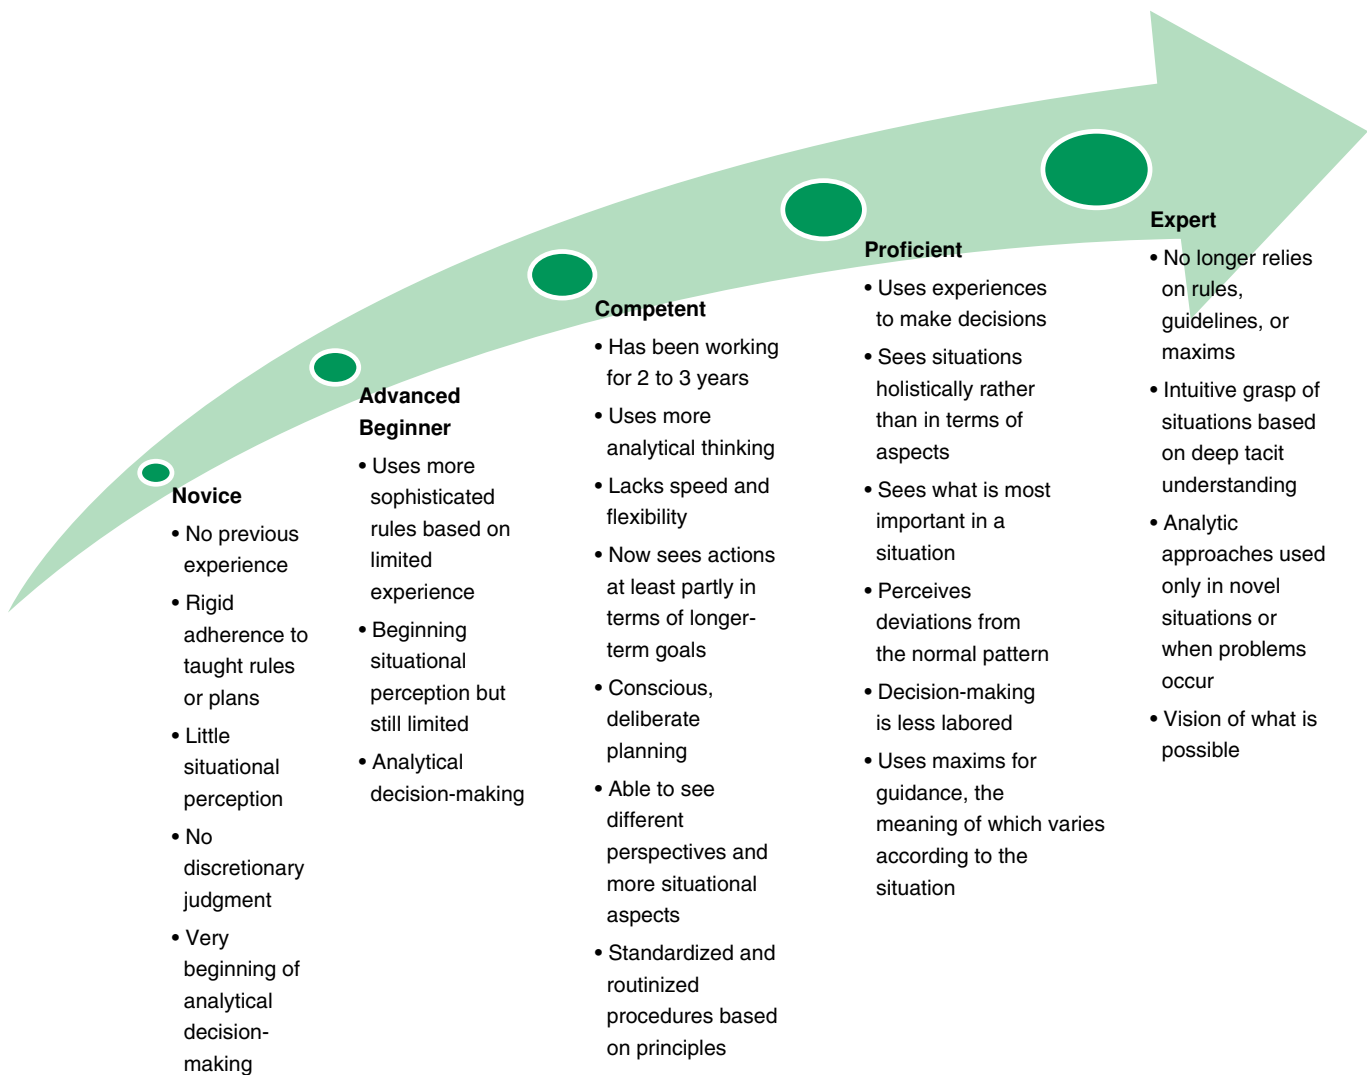 Novice
• No previous
experience
• Rigid
adherence to
taught rules
or plans
• Little
situational
perception
• No
discretionary
judgment
• Very
beginning of
analytical
decision-
making
Advanced
Beginner
• Uses more
sophisticated
rules based on
limited
experience
• Beginning
situational
perception but
still limited
• Analytical
decision-making
Competent
• Has been working
for 2 to 3 years
• Uses more
analytical thinking
• Lacks speed and
flexibility
• Now sees actions
at least partly in
terms of longer-
term goals
• Conscious,
deliberate
planning
• Able to see
different
perspectives and
more situational
aspects
• Standardized and
routinized
procedures based
on principles
Proficient
• Uses experiences
to make decisions
• Sees situations
holistically rather
than in terms of
aspects
• Sees what is most
important in a
situation
• Perceives
deviations from
the normal pattern
• Decision-making
is less labored
• Uses maxims for
guidance, the
meaning of which varies
according to the
situation
Expert
• No longer relies
on rules,
guidelines, or
maxims
• Intuitive grasp of
situations based
on deep tacit
understanding
• Analytic
approaches used
only in novel
situations or
when problems
occur
• Vision of what is
possible